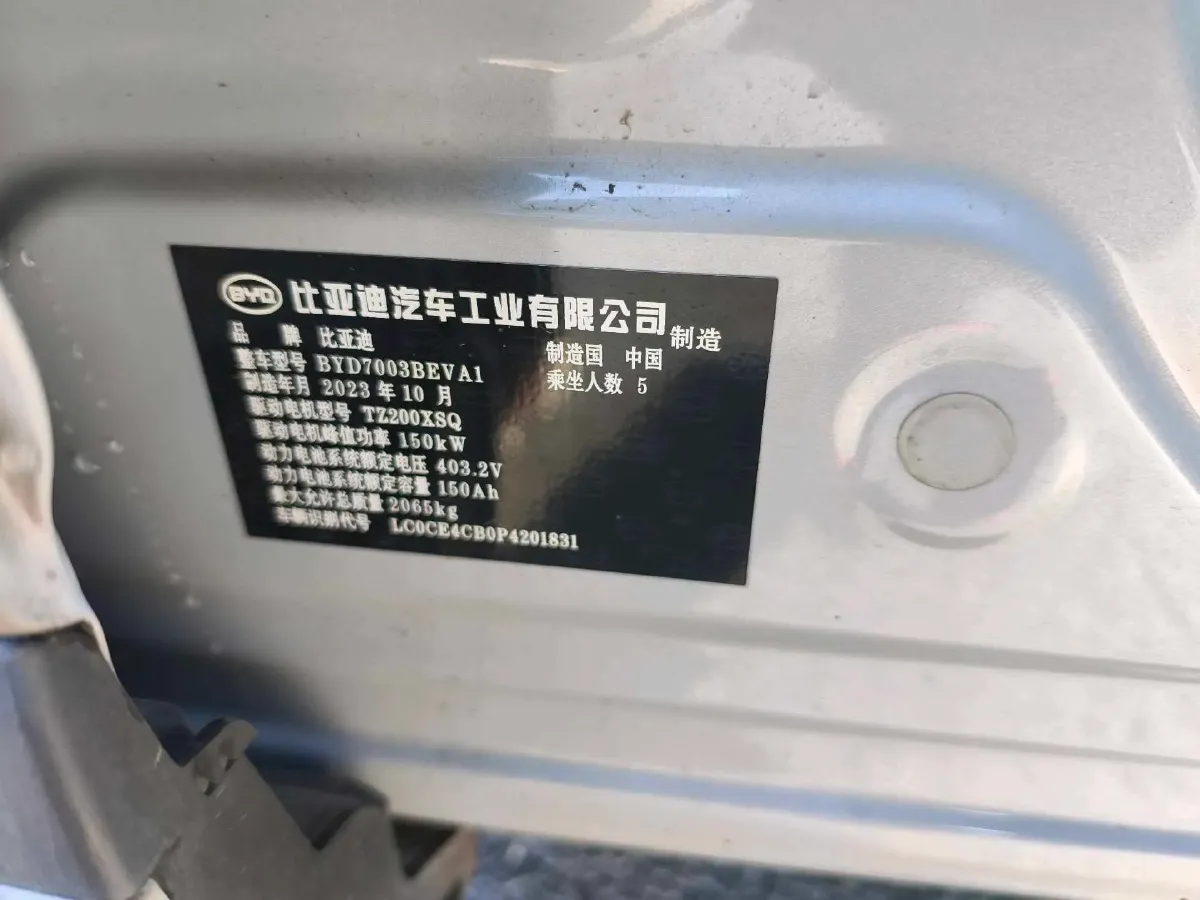 BYD 比亚迪汽车工业有限公司 制造
品 牌 比亚迪 制造国 中国
整车型号 BYD7003BEVA1 乘坐人数 5
制造年月 2023 年 10 月
驱动电机型号 TZ200XSQ
驱动电机峰值功率 150kW
动力电池系统额定电压 403.2V
动力电池系统额定容量 150Ah
最大允许总质量 2065kg
车辆识别代号 LC0CE4CB0P4201831